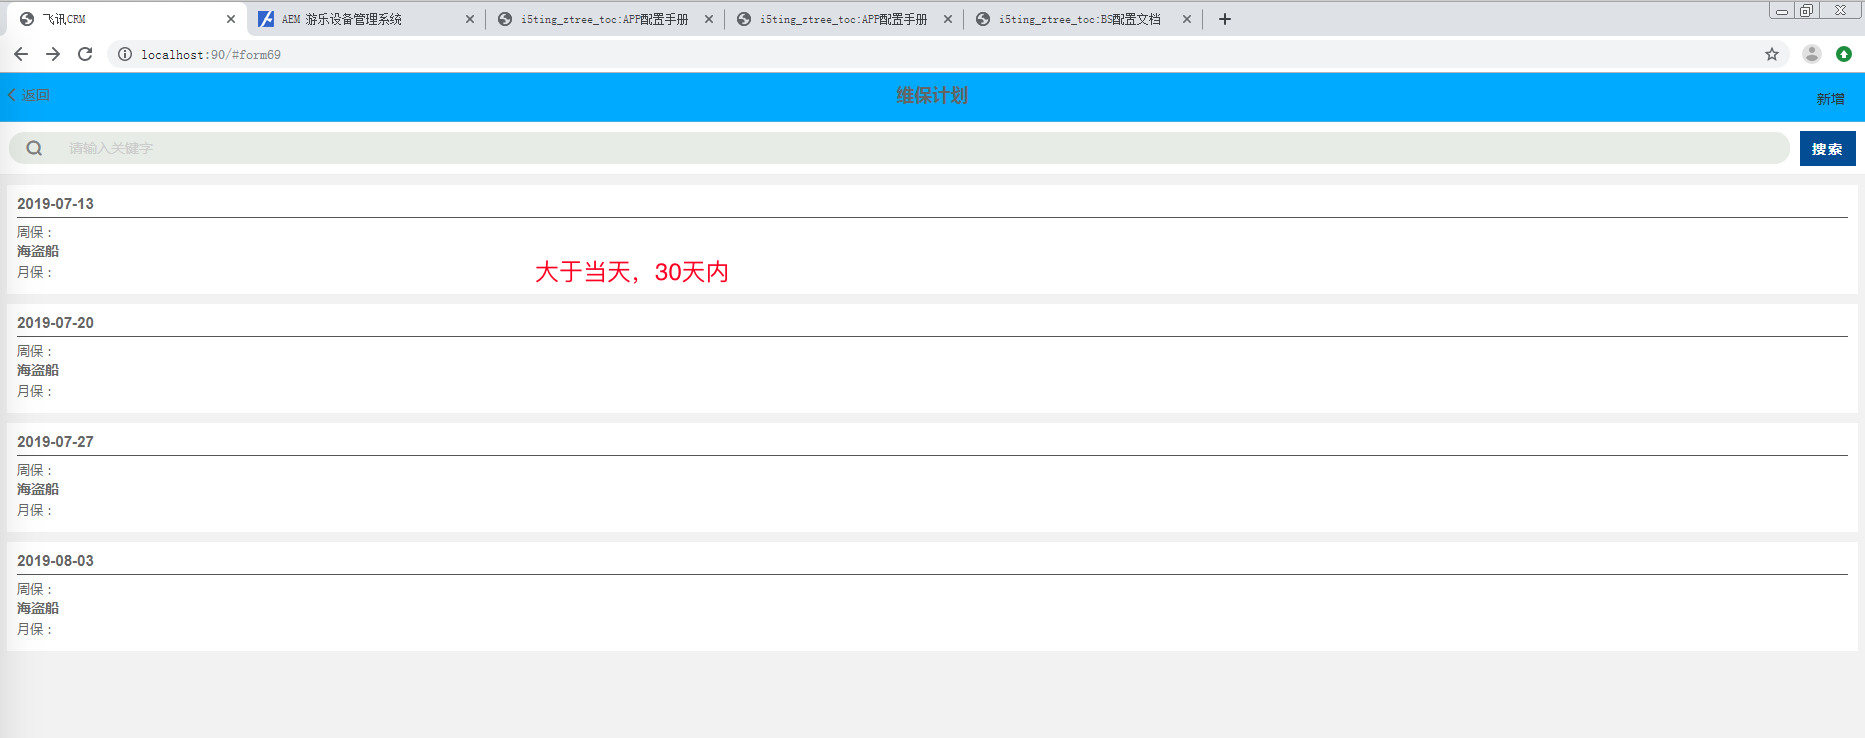 飞讯CRM
AEM 游乐设备管理系统
i5ting_ztree_toc:APP配置手册
i5ting_ztree_toc:APP配置手册
i5ting_ztree_toc:BS配置文档
localhost:90/#form69
返回
维保计划
新增
请输入关键字
搜索
2019-07-13
周保：
海盗船
月保：
大于当天，30天内
2019-07-20
周保：
海盗船
月保：
2019-07-27
周保：
海盗船
月保：
2019-08-03
周保：
海盗船
月保：